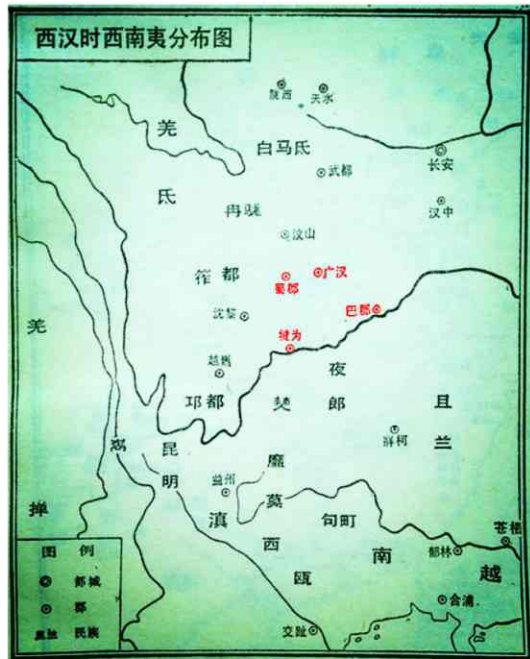 西汉时西南夷分布图
陇西
天水
羌
白马氏
长安
武都
氏
汉中
冉駹
汶山
筰都
广汉
蜀郡
沈黎
巴郡
羌
犍为
越嶲
夜郎
邛都
僰
且兰
牂柯
昆明
嶲
靡莫
益州
滇
句町
掸
苍梧
西瓯
南越
郁林
图例
都城
郡
民族
合浦
交趾